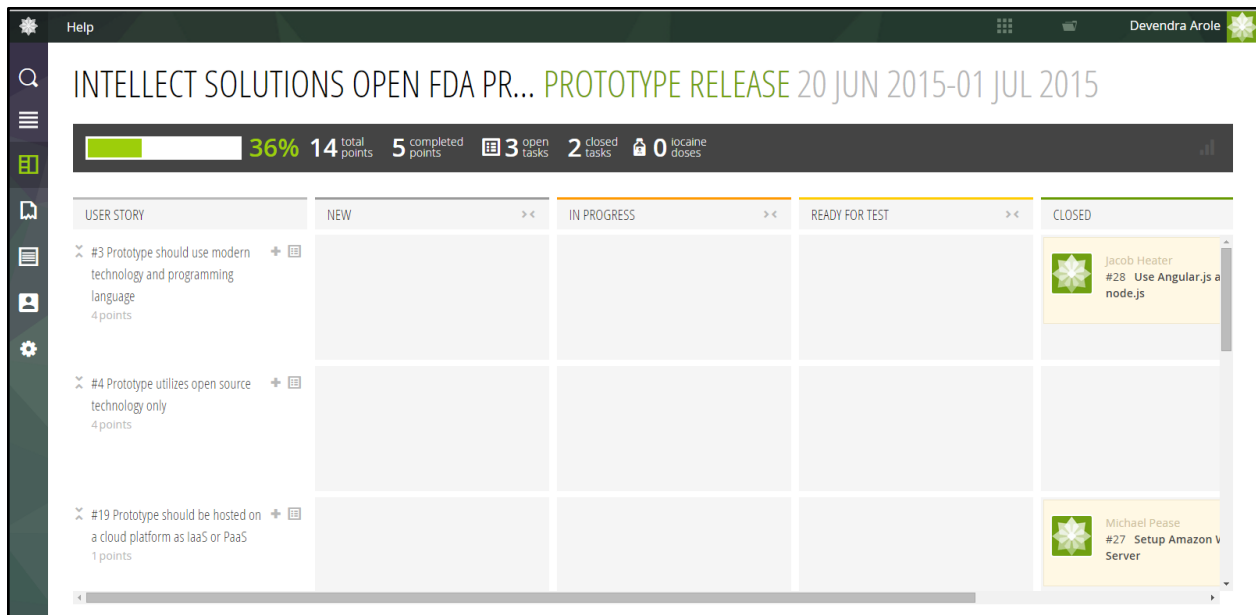 Help
Devendra Arole
INTELLECT SOLUTIONS OPEN FDA PR... PROTOTYPE RELEASE 20 JUN 2015-01 JUL 2015
36% 14 total points 5 completed points 3 open tasks 2 closed tasks 0 iocaine doses
USER STORY NEW IN PROGRESS READY FOR TEST CLOSED
#3 Prototype should use modern
technology and programming
language
4 points
Jacob Heater
#28 Use Angular.js a
node.js
#4 Prototype utilizes open source
technology only
4 points
#19 Prototype should be hosted on
a cloud platform as IaaS or PaaS
1 points
Michael Pease
#27 Setup Amazon
Server